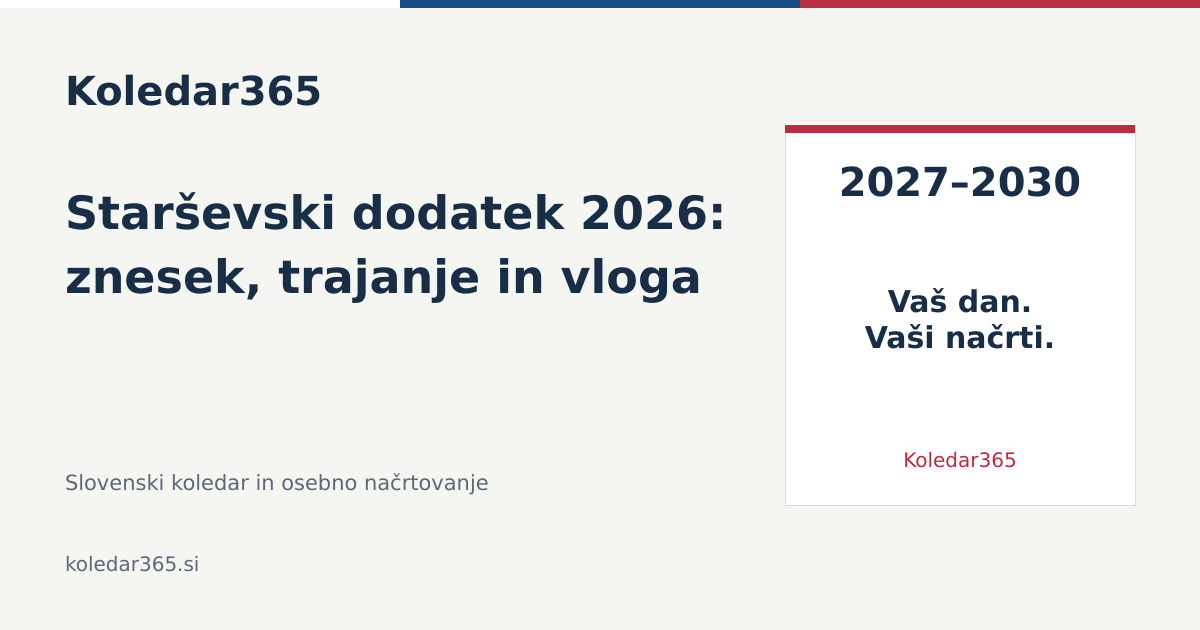 Koledar365
Starševski dodatek 2026:
znesek, trajanje in vloga
Slovenski koledar in osebno načrtovanje
koledar365.si
2027–2030
Vaš dan.
Vaši načrti.
Koledar365